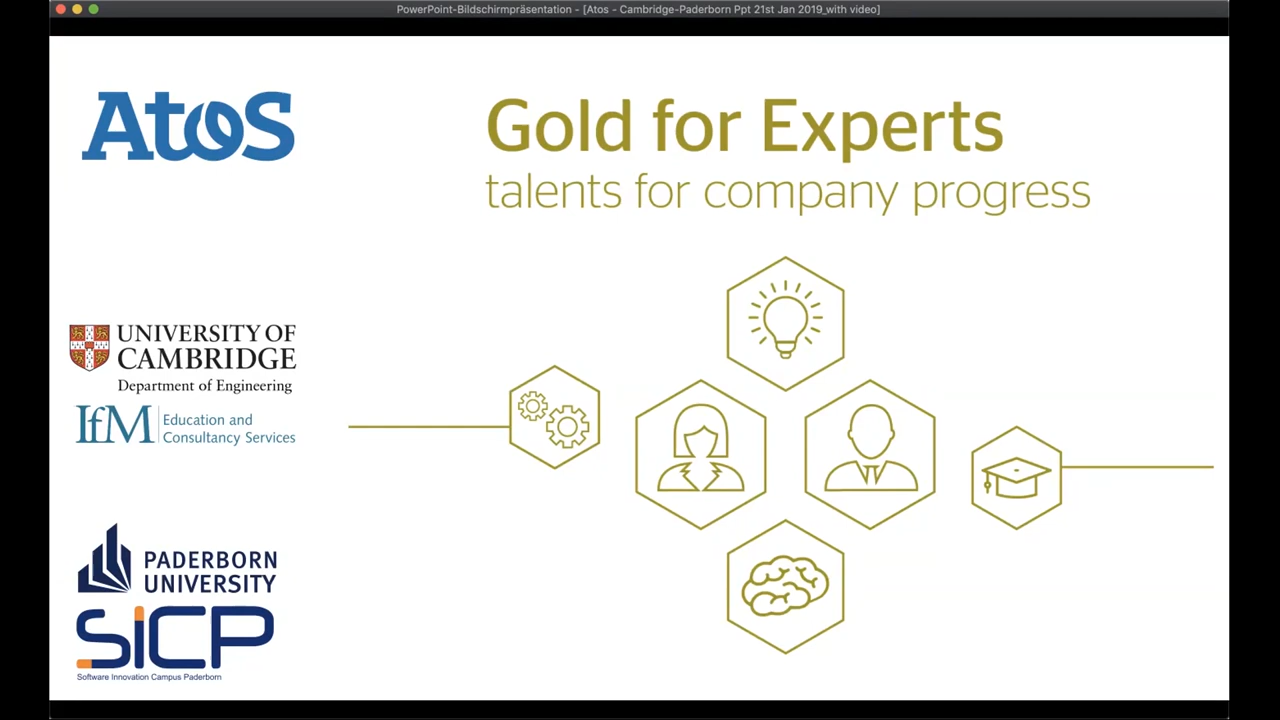 PowerPoint-Bildschirmpräsentation - [Atos - Cambridge-Paderborn Ppt 21st Jan 2019_with video]
Atos
Gold for Experts
talents for company progress
UNIVERSITY OF
CAMBRIDGE
Department of Engineering
IfM Education and
Consultancy Services
PADERBORN
UNIVERSITY
SICP
Software Innovation Campus Paderborn